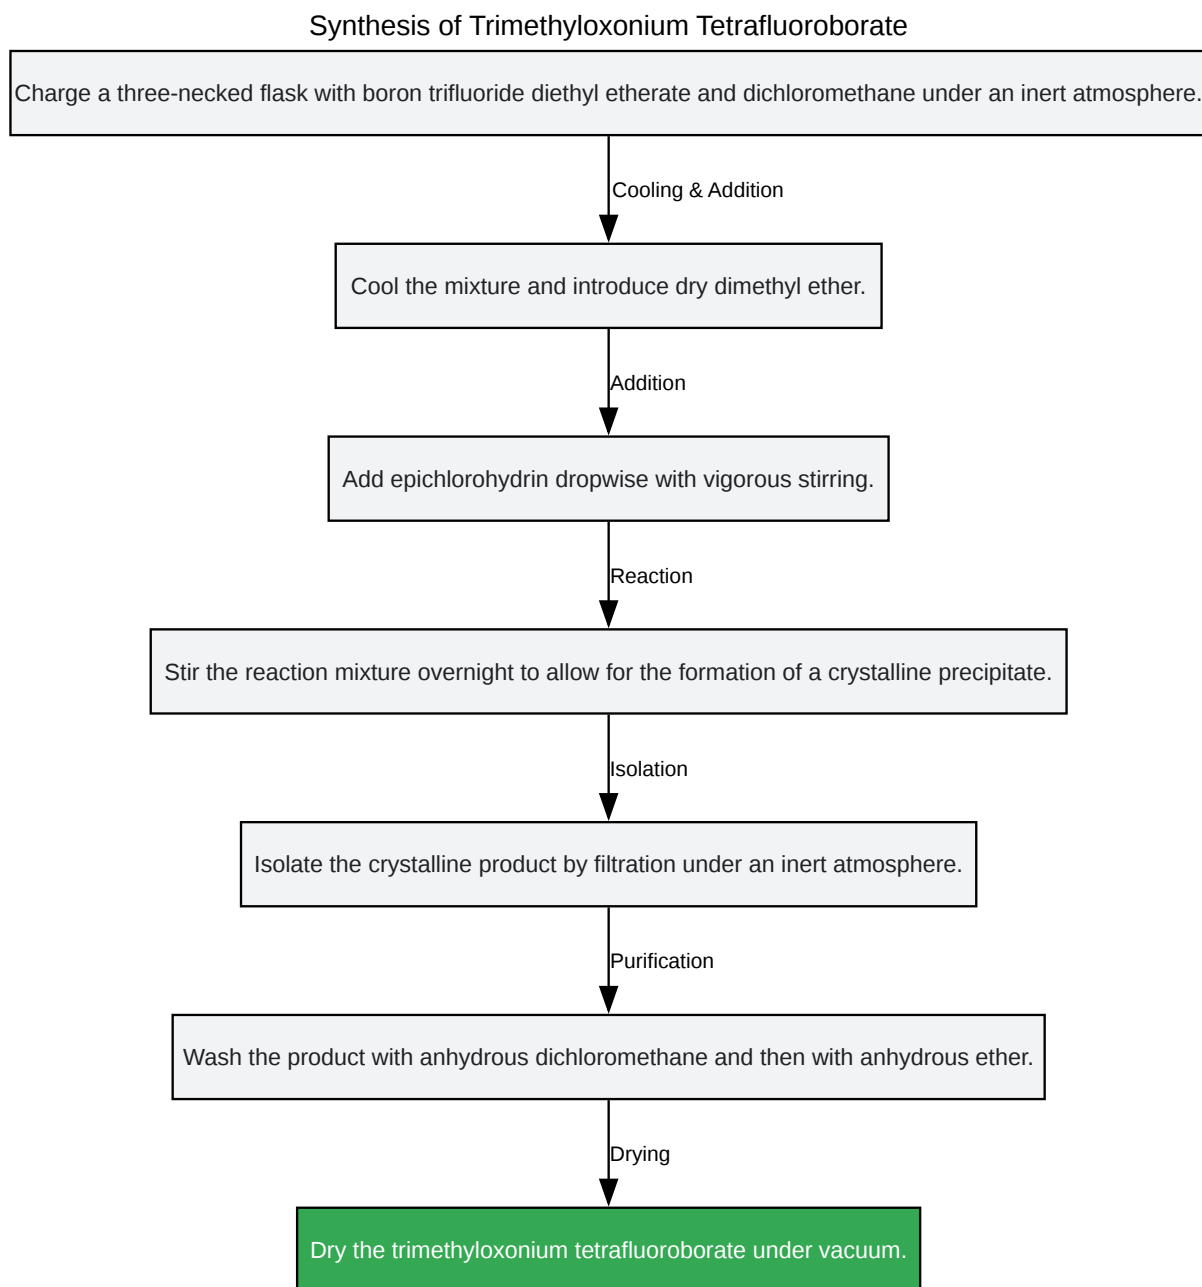 Synthesis of Trimethyloxonium Tetrafluoroborate
Charge a three-necked flask with boron trifluoride diethyl etherate and dichloromethane under an inert atmosphere.
Cooling & Addition
Cool the mixture and introduce dry dimethyl ether.
Addition
Add epichlorohydrin dropwise with vigorous stirring.
Reaction
Stir the reaction mixture overnight to allow for the formation of a crystalline precipitate.
Isolation
Isolate the crystalline product by filtration under an inert atmosphere.
Purification
Wash the product with anhydrous dichloromethane and then with anhydrous ether.
Drying
Dry the trimethyloxonium tetrafluoroborate under vacuum.